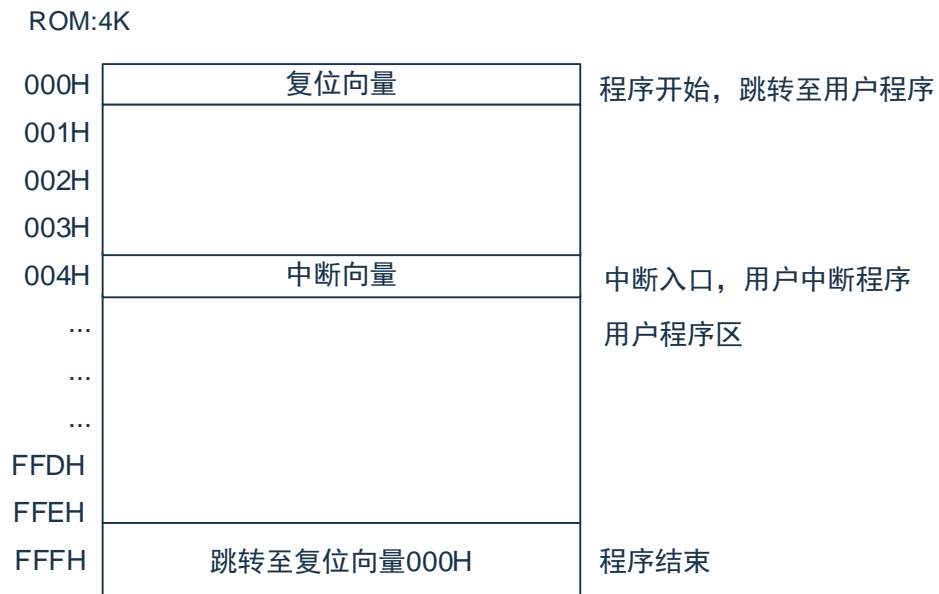 ROM:4K
000H 复位向量 程序开始，跳转至用户程序
001H
002H
003H
004H 中断向量 中断入口，用户中断程序
... 用户程序区
...
...
FFDH
FFEH
FFFH 跳转至复位向量000H 程序结束